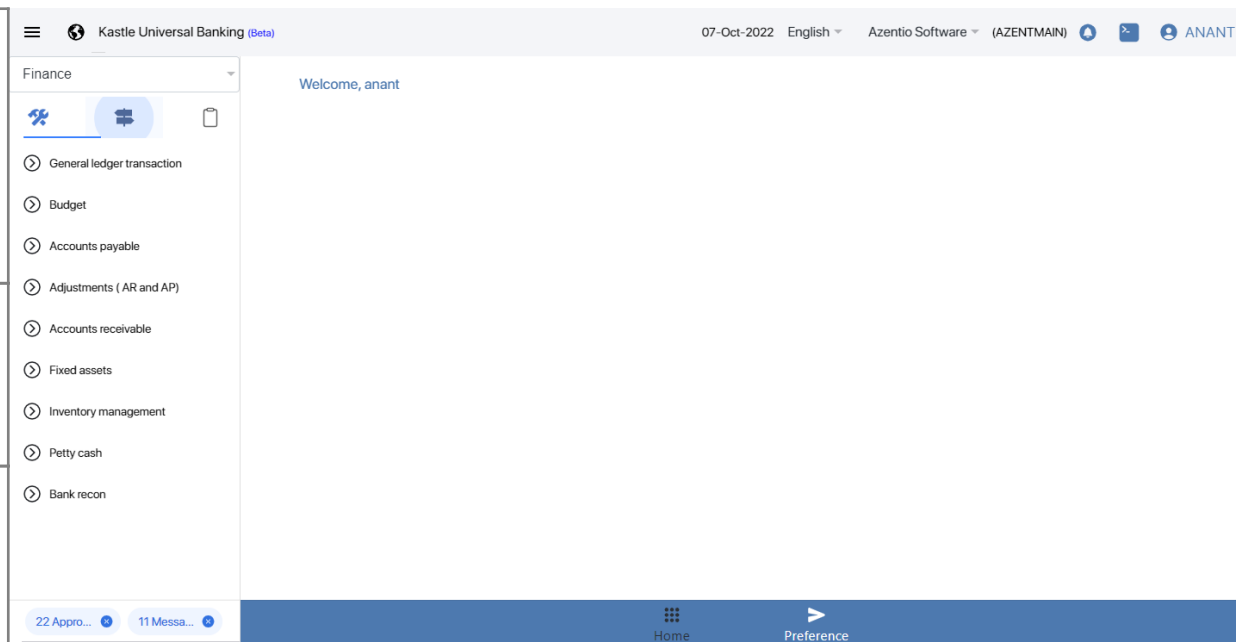 Kastle Universal Banking (Beta)
07-Oct-2022 English Azentio Software (AZENTMAIN) ANANT
Finance
Welcome, anant
General ledger transaction
Budget
Accounts payable
Adjustments ( AR and AP)
Accounts receivable
Fixed assets
Inventory management
Petty cash
Bank recon
22 Appro... 11 Messa...
Home Preference